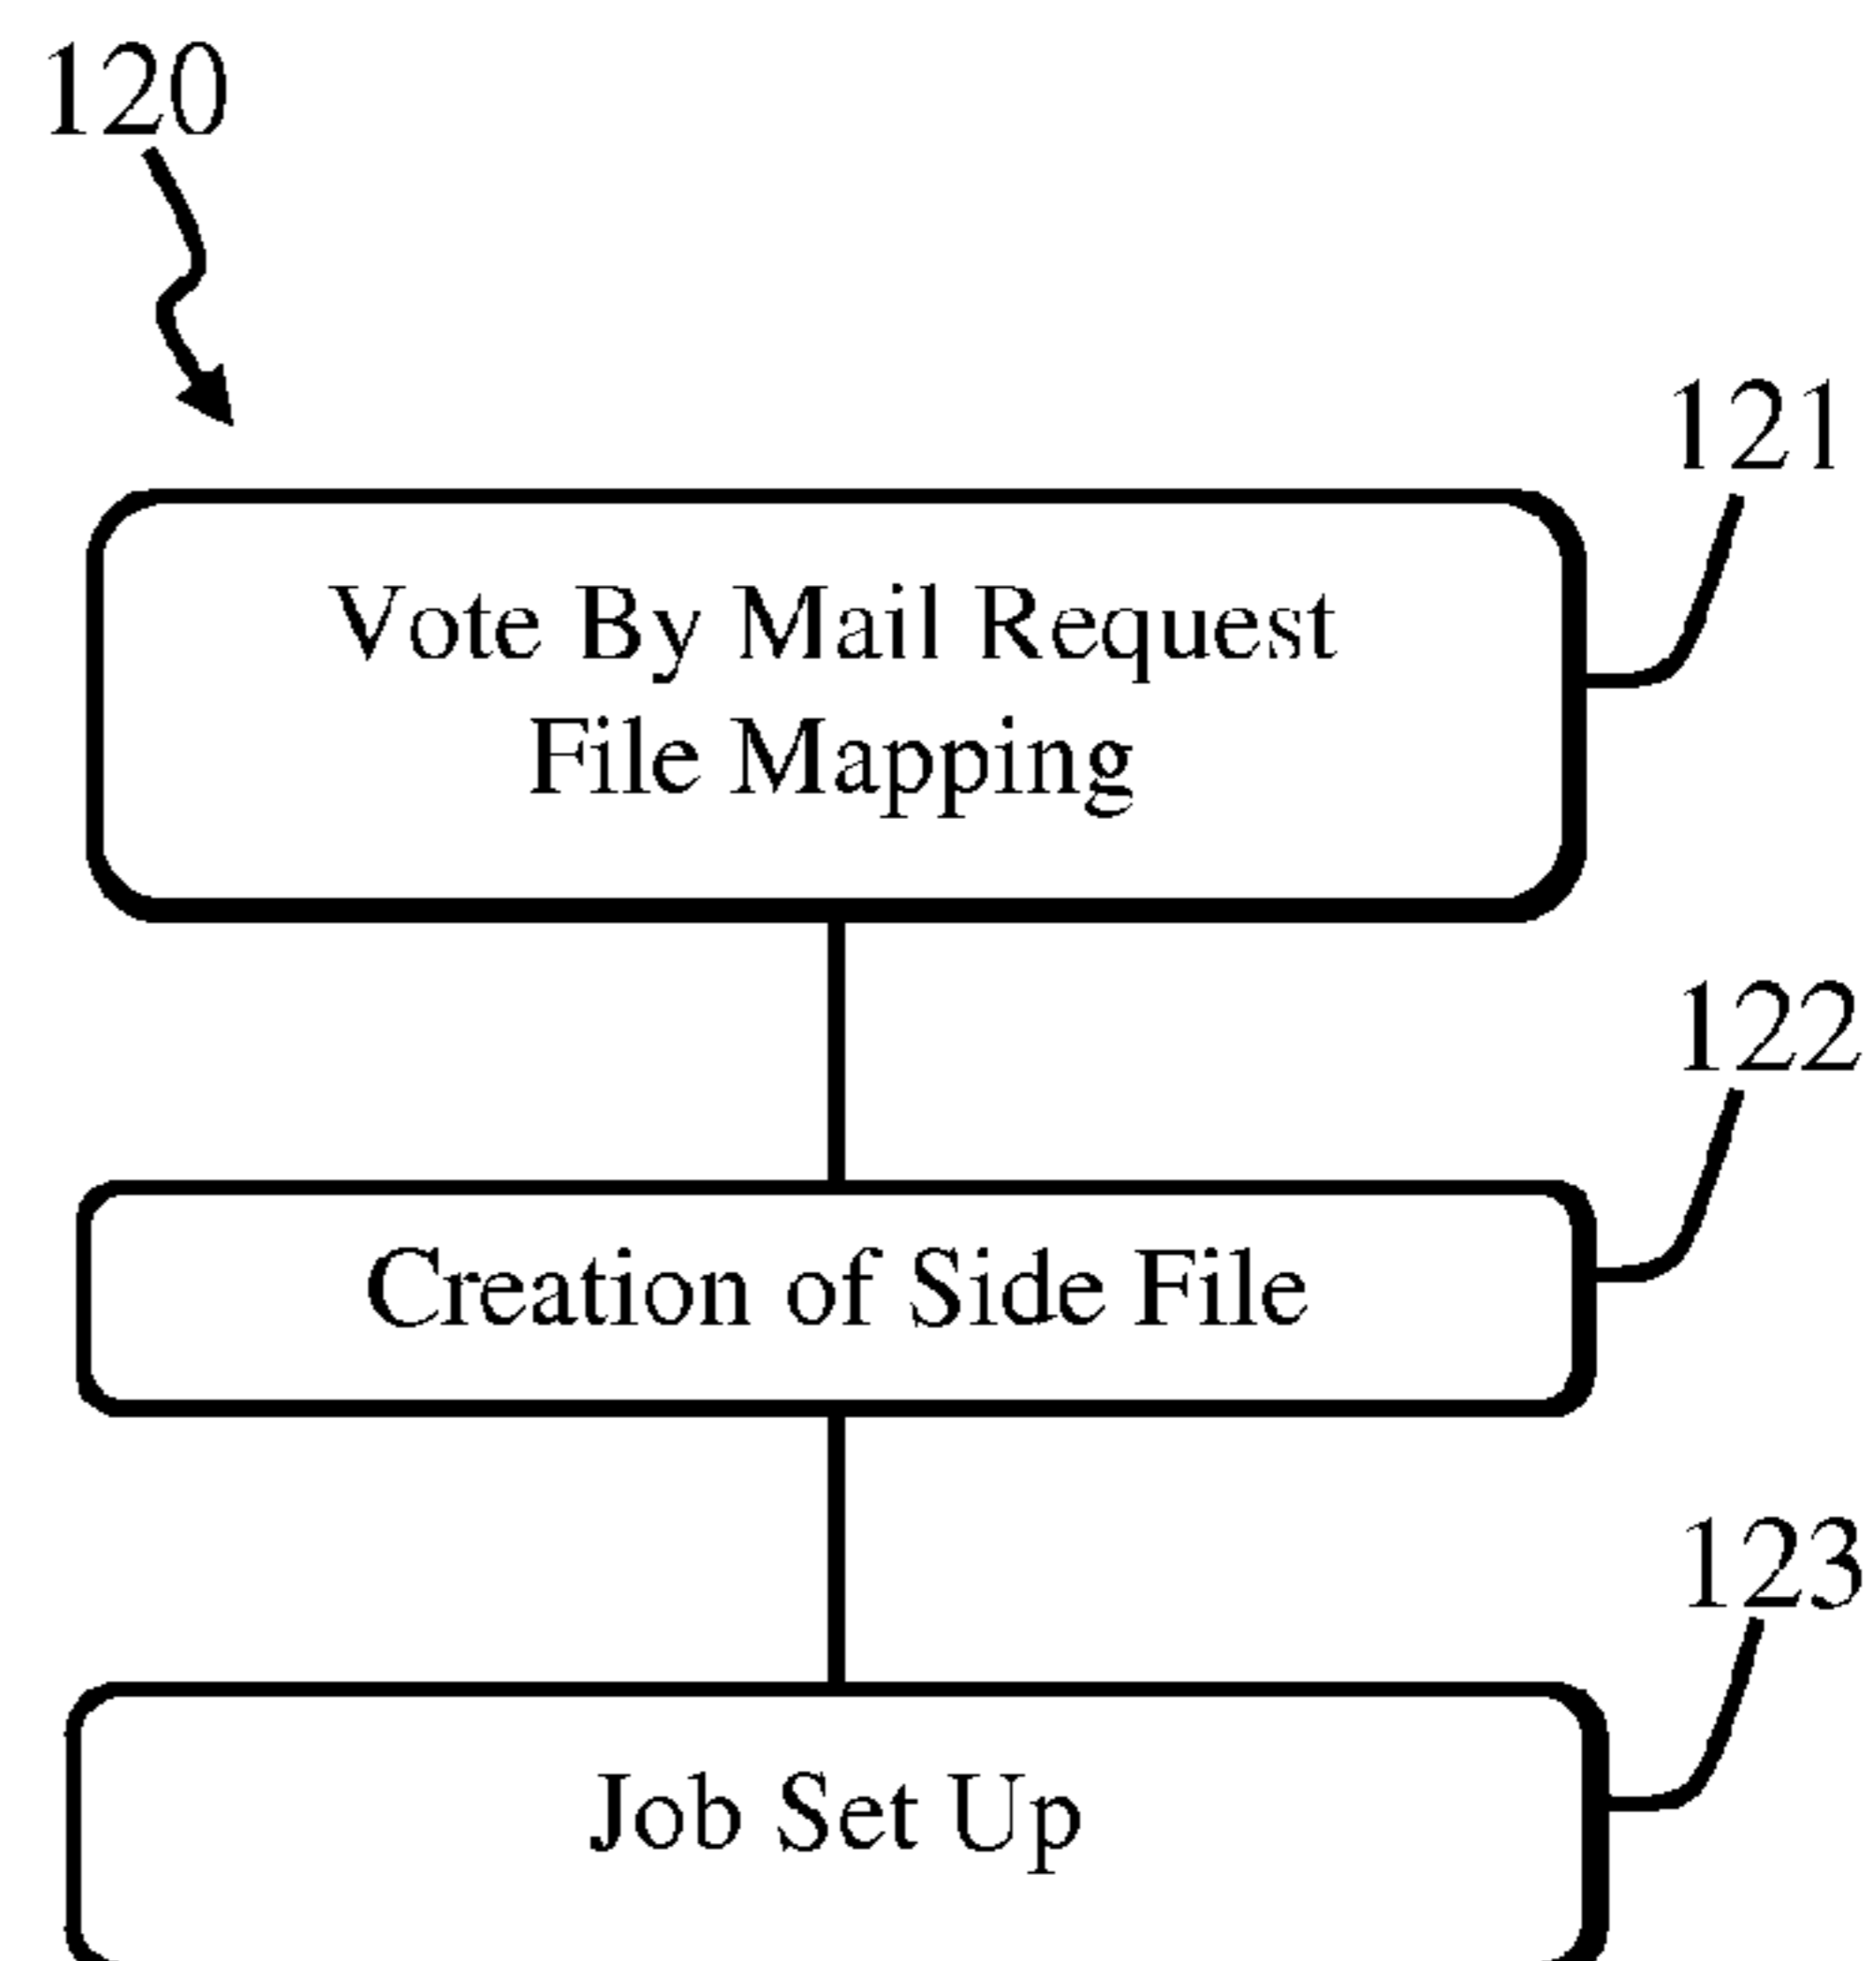 120
121
Vote By Mail Request
File Mapping
122
Creation of Side File
123
Job Set Up